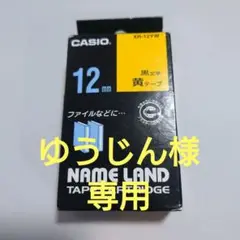 CASIO
XR-12YW
12mm
黒文字
黄テープ
ファイルなどに…
ゆうじん様
専用
NAME LAND
TAPE CARTRIDGE